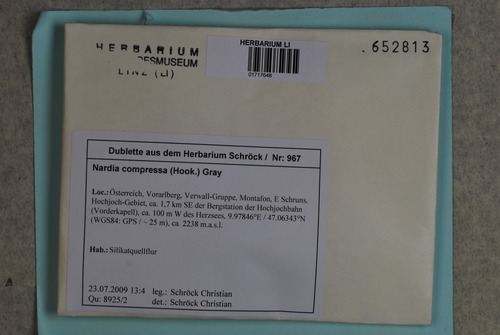 HERBARIUM
DESMUSEUM
LINZ (LI)
HERBARIUM LI
01717648
.652813
Dublette aus dem Herbarium Schröck / Nr: 967
Nardia compressa (Hook.) Gray
Loc.: Österreich, Vorarlberg, Verwall-Gruppe, Montafon, E Schruns,
Hochjoch-Gebiet, ca. 1,7 km SE der Bergstation der Hochjochbahn
(Vorderkapell), ca. 100 m W des Herzsees, 9.97846°E / 47.06343°N
(WGS84: GPS / ~ 25 m), ca. 2238 m.a.s.l.
Hab.: Silikatquellflur
23.07.2009 13:4 leg.: Schröck Christian
Qu: 8925/2 det.: Schröck Christian